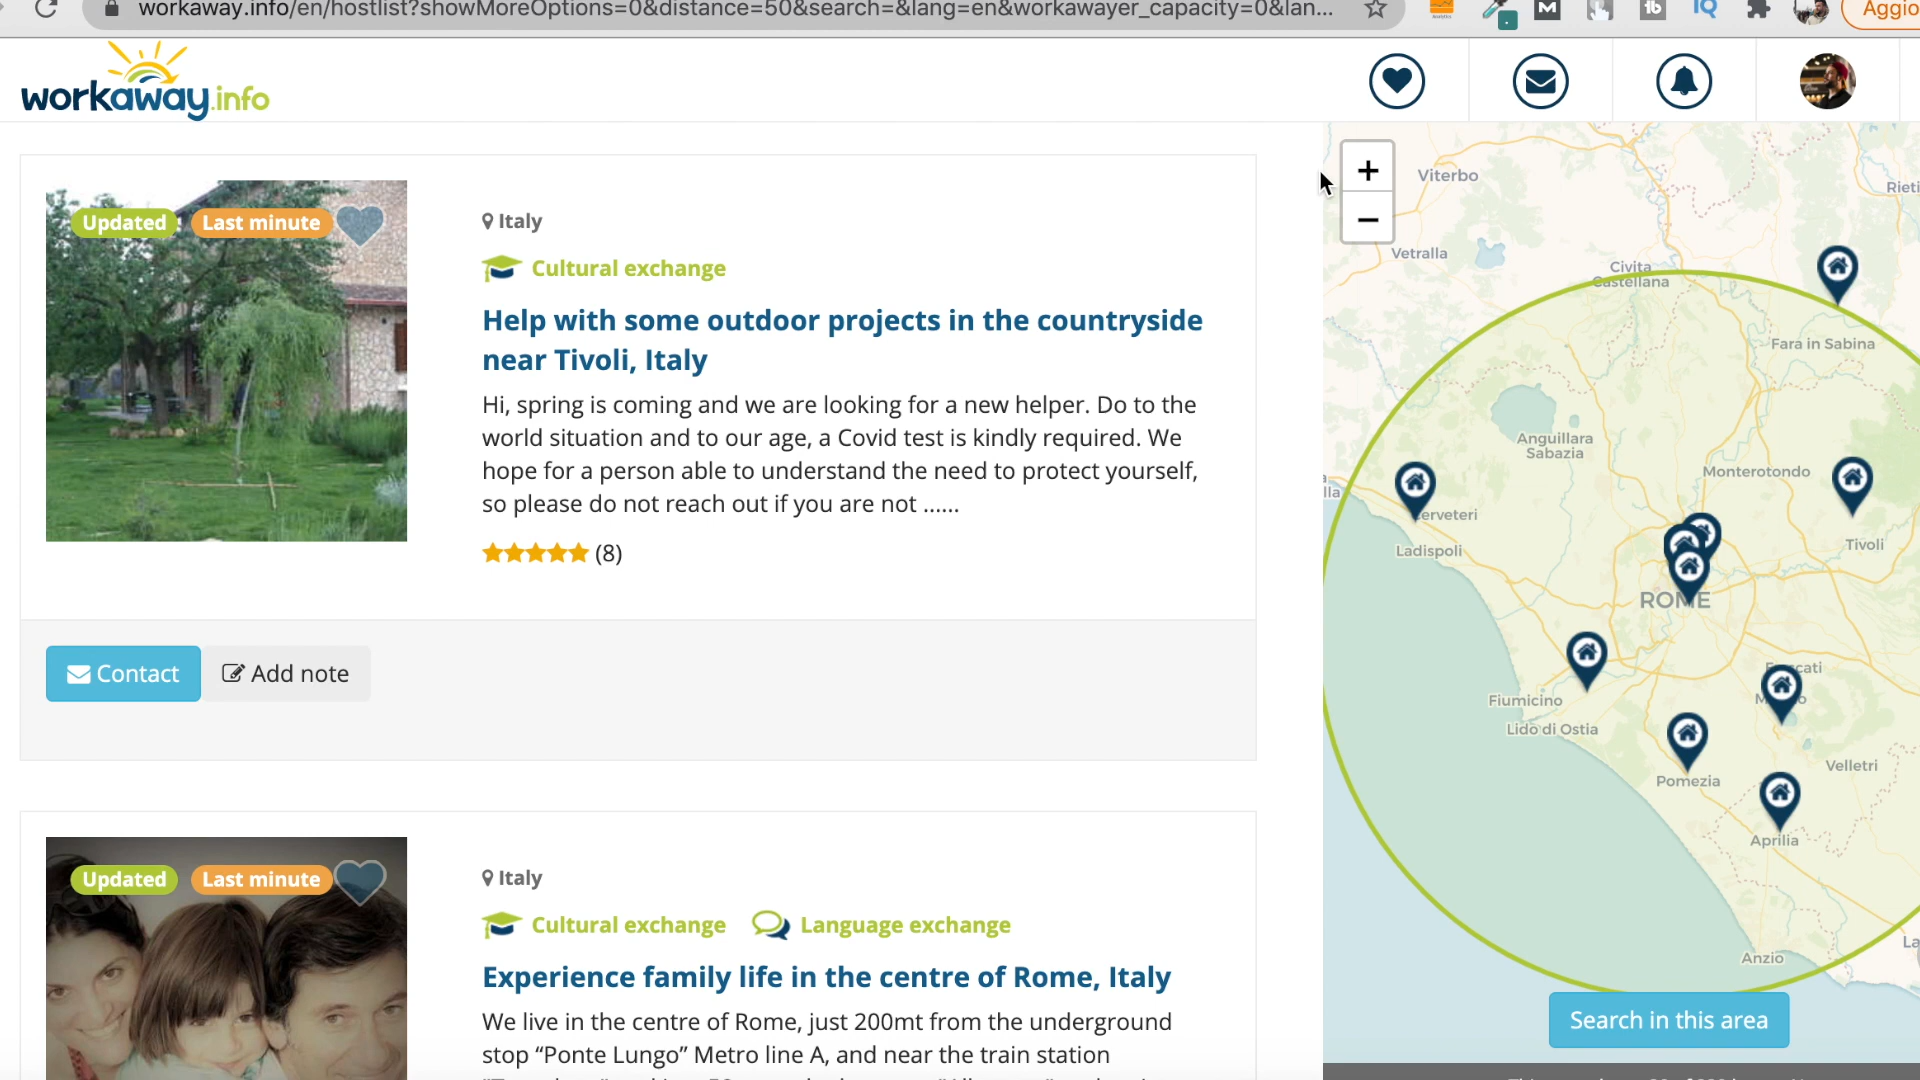 workaway.info/en/hostlist?showMoreOptions=0&distance=50&search=&lang=en&workawayer_capacity=0&lan...
M
tb
IQ
Aggio
workaway.info
Updated
Last minute
Italy
Cultural exchange
Help with some outdoor projects in the countryside
near Tivoli, Italy
Hi, spring is coming and we are looking for a new helper. Do to the
world situation and to our age, a Covid test is kindly required. We
hope for a person able to understand the need to protect yourself,
so please do not reach out if you are not ......
(8)
Contact
Add note
Updated
Last minute
Italy
Cultural exchange
Language exchange
Experience family life in the centre of Rome, Italy
We live in the centre of Rome, just 200mt from the underground
stop “Ponte Lungo” Metro line A, and near the train station
+
−
Viterbo
Rieti
Vetralla
Civita
Castellana
Fara in Sabina
Anguillara
Sabazia
Monterotondo
lla
erveteri
Ladispoli
Tivoli
ROME
Fiumicino
Lido di Ostia
Pomezia
Velletri
Aprilia
Anzio
La
Search in this area